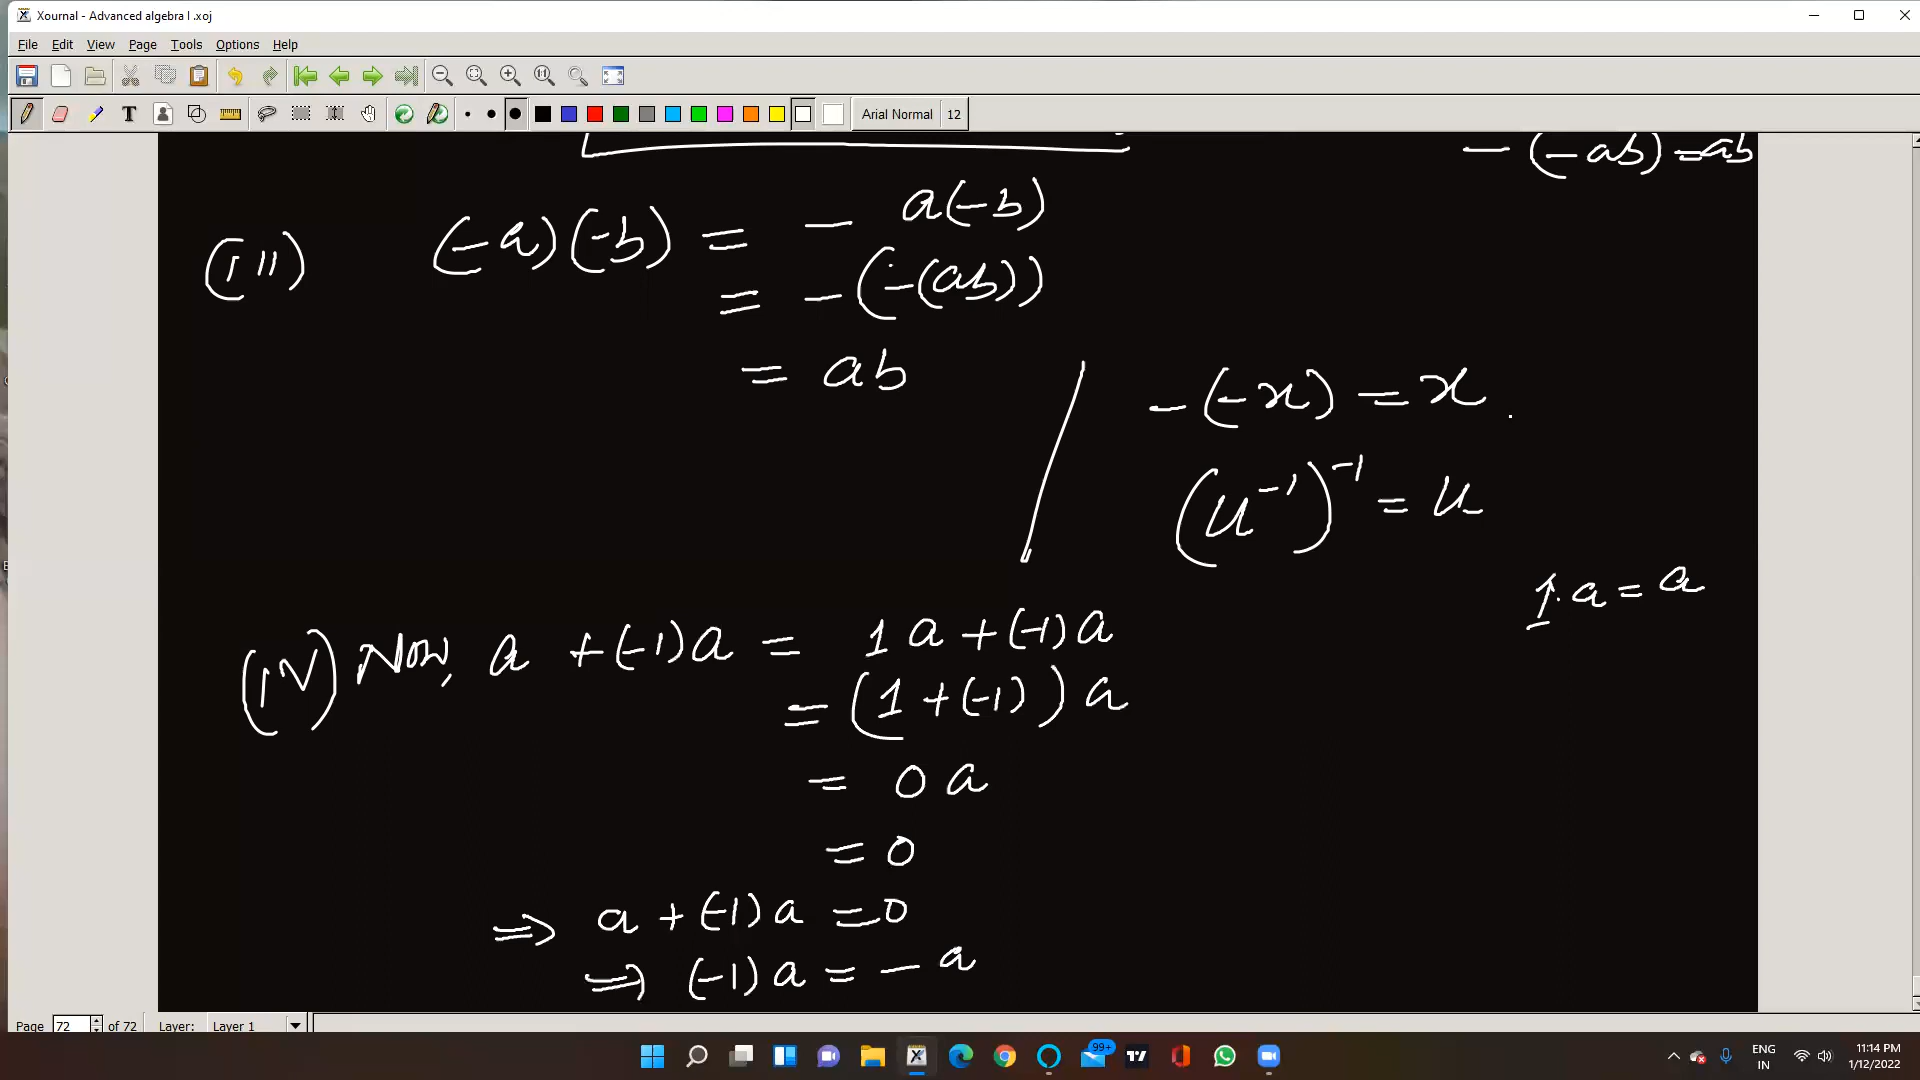 Xournal - Advanced algebra I .xoj
File Edit View Page Tools Options Help
Arial Normal 12
-(-ab)=ab
(iii) (-a)(-b) = - a(-b)
= -(-(ab))
= ab
-(-x) = x.
(u⁻¹)⁻¹ = u
1.a = a
(iv) Now, a + (-1)a = 1a + (-1)a
= (1 + (-1))a
= 0a
= 0
⇒ a + (-1)a = 0
⇒ (-1)a = -a
Page 72 of 72 Layer: Layer 1
99+
ENG
IN
11:14 PM
1/12/2022